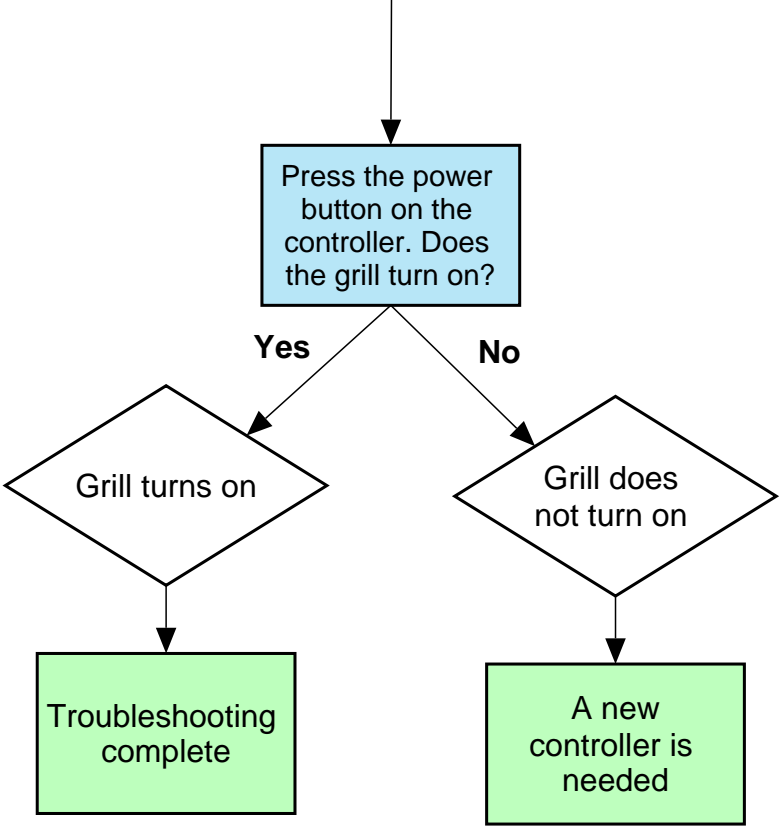 Press the power
button on the
controller. Does
the grill turn on?
Yes
No
Grill turns on
Grill does
not turn on
Troubleshooting
complete
A new
controller is
needed